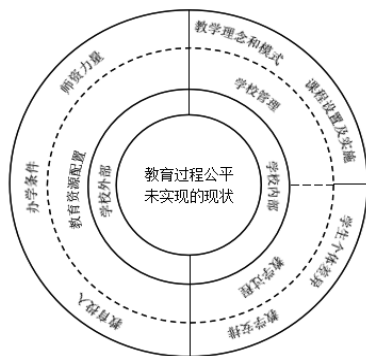 教育过程公平
未实现的现状
学校外部
学校内部
教育资源配置
学校管理
教学过程
师资力量
办学条件
教育投入
教学理念和模式
课程设置及实施
学生个体差异
教学安排